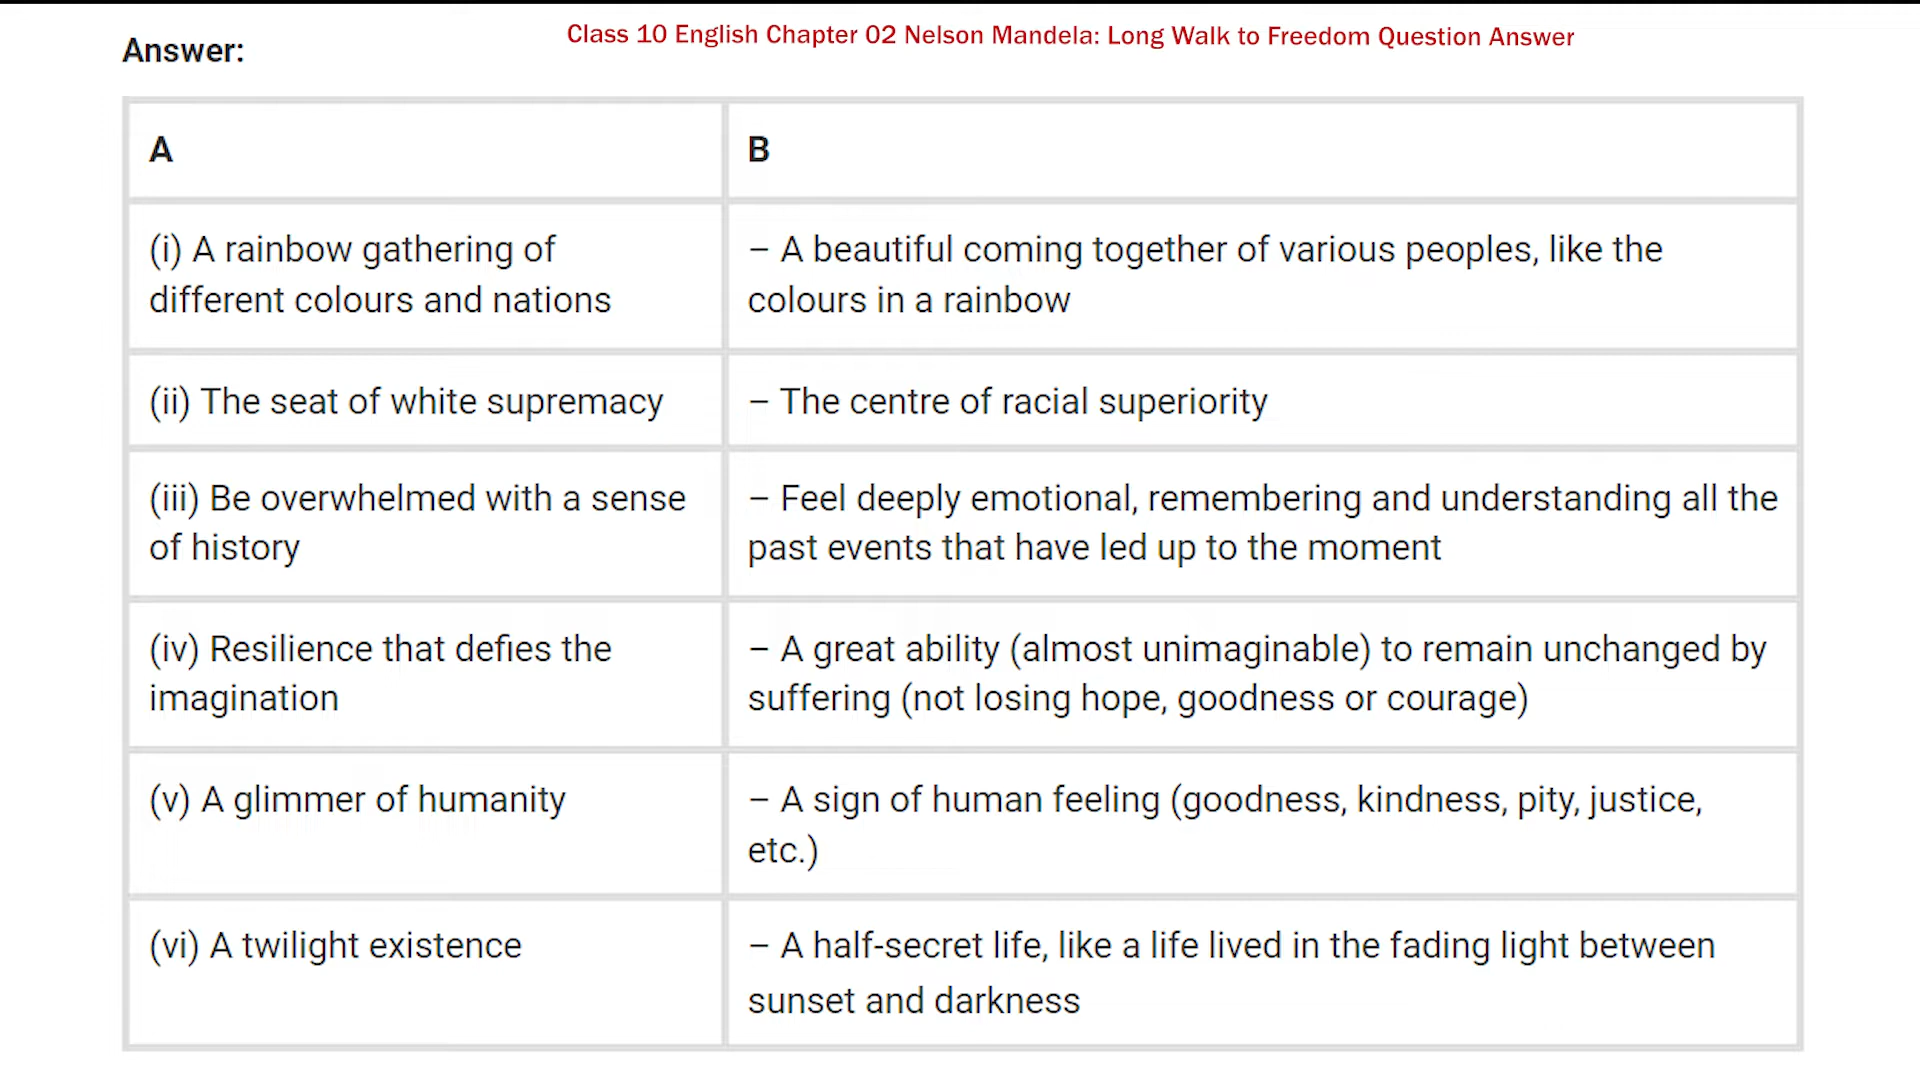 Class 10 English Chapter 02 Nelson Mandela: Long Walk to Freedom Question Answer
Answer:
A
B
(i) A rainbow gathering of
different colours and nations
– A beautiful coming together of various peoples, like the
colours in a rainbow
(ii) The seat of white supremacy
– The centre of racial superiority
(iii) Be overwhelmed with a sense
of history
– Feel deeply emotional, remembering and understanding all the
past events that have led up to the moment
(iv) Resilience that defies the
imagination
– A great ability (almost unimaginable) to remain unchanged by
suffering (not losing hope, goodness or courage)
(v) A glimmer of humanity
– A sign of human feeling (goodness, kindness, pity, justice,
etc.)
(vi) A twilight existence
– A half-secret life, like a life lived in the fading light between
sunset and darkness